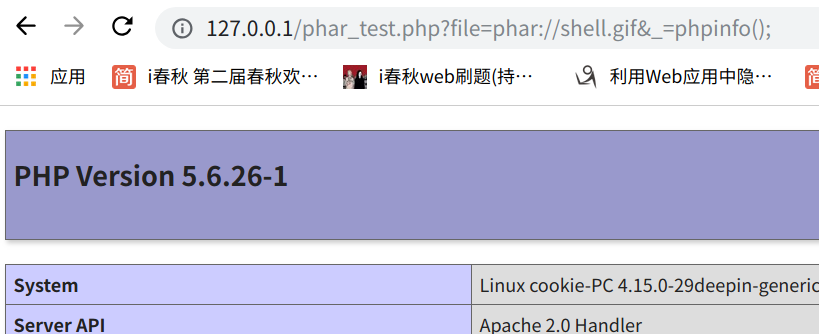 127.0.0.1/phar_test.php?file=phar://shell.gif&_=phpinfo();
应用 简 i春秋 第二届春秋欢… i春秋web刷题(持… 利用Web应用中隐… 简
PHP Version 5.6.26-1
System Linux cookie-PC 4.15.0-29deepin-generic
Server API Apache 2.0 Handler